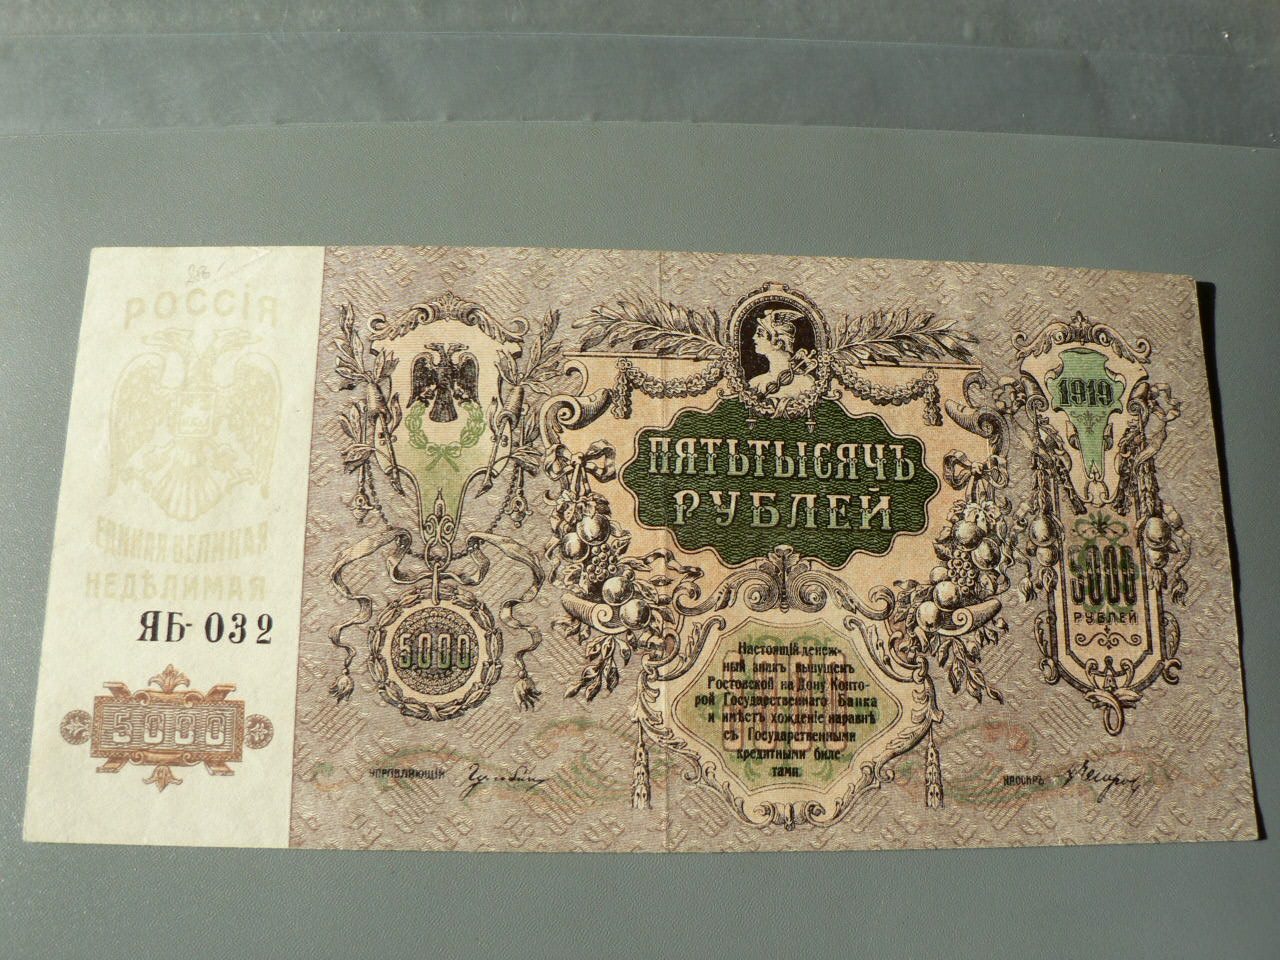 РОССІЯ
ЕДИНАЯ ВЕЛИКАЯ
НЕДѢЛИМАЯ
ЯБ- 032
5000
5000
УПРАВЛЯЮЩІЙ
ПЯТЬТЫСЯЧЪ
РУБЛЕЙ
Настоящій денеж-
ный знакъ выпущенъ
Ростовской на Дону Конто-
рой Государственнаго Банка
и имѣетъ хожденіе наравнѣ
съ Государственными
кредитными биле-
тами.
1919
5000
РУБЛЕЙ
КАССИРЪ